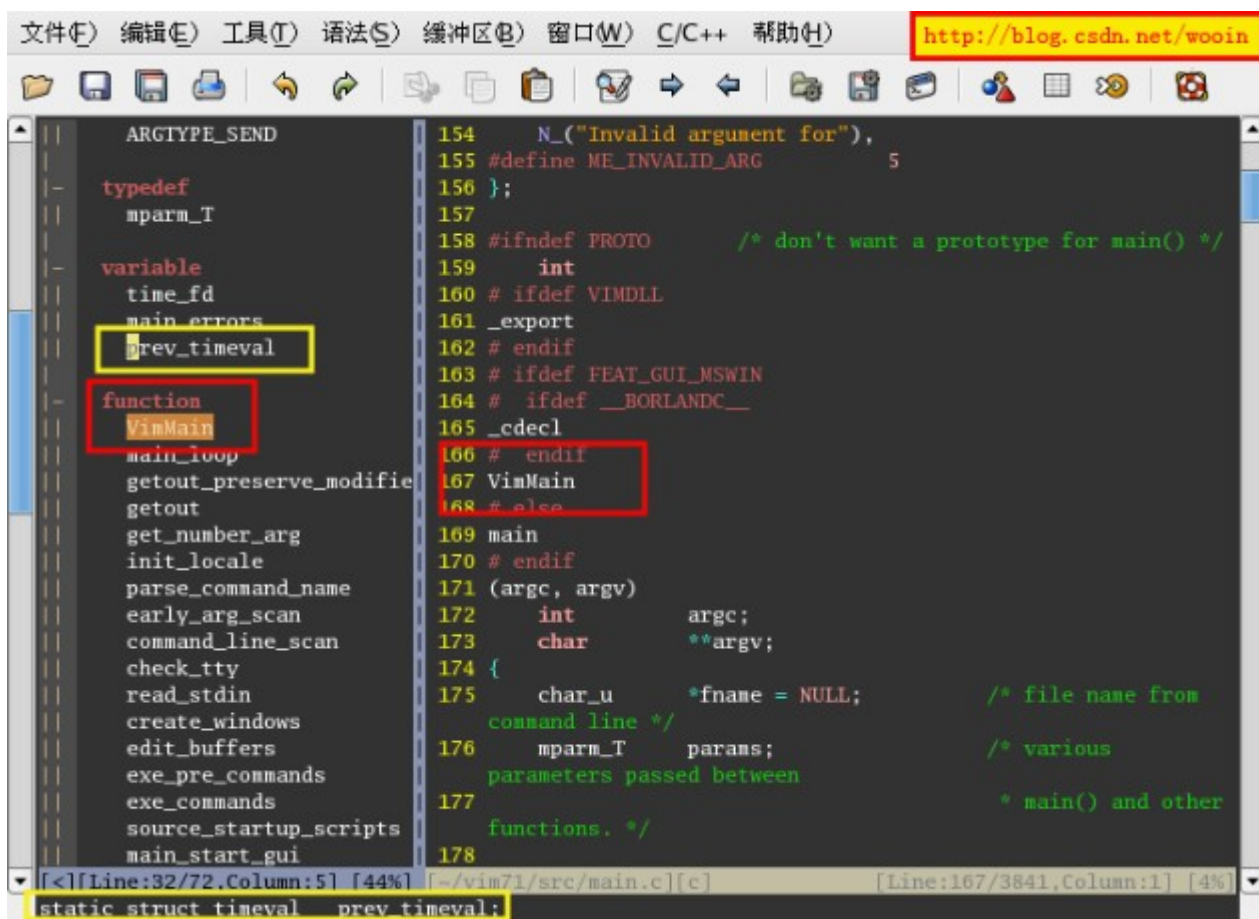 文件(F) 编辑(E) 工具(T) 语法(S) 缓冲区(B) 窗口(W) C/C++ 帮助(H)
http://blog.csdn.net/wooin
ARGTYPE_SEND
typedef
mparm_T
variable
time_fd
main_errors
prev_timeval
function
VimMain
main_loop
getout_preserve_modifie
getout
get_number_arg
init_locale
parse_command_name
early_arg_scan
command_line_scan
check_tty
read_stdin
create_windows
edit_buffers
exe_pre_commands
exe_commands
source_startup_scripts
main_start_gui
[<][Line:32/72,Column:5] [44%]
154 N_("Invalid argument for"),
155 #define ME_INVALID_ARG 5
156 };
157
158 #ifndef PROTO /* don't want a prototype for main() */
159 int
160 # ifdef VIMDLL
161 _export
162 # endif
163 # ifdef FEAT_GUI_MSWIN
164 # ifdef __BORLANDC__
165 _cdecl
166 # endif
167 VimMain
168 # else
169 main
170 # endif
171 (argc, argv)
172 int argc;
173 char **argv;
174 {
175 char_u *fname = NULL; /* file name from
command line */
176 mparm_T params; /* various
parameters passed between
177 * main() and other
functions. */
178
[~/vim71/src/main.c][c] [Line:167/3841,Column:1] [4%]
static struct timeval prev_timeval;